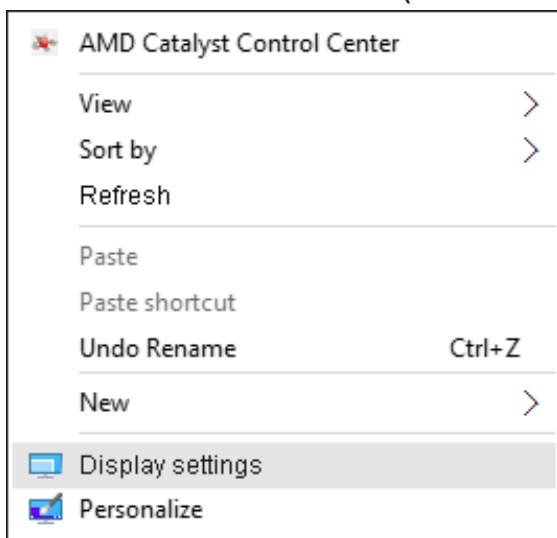 AMD Catalyst Control Center
View
Sort by
Refresh
Paste
Paste shortcut
Undo Rename Ctrl+Z
New
Display settings
Personalize